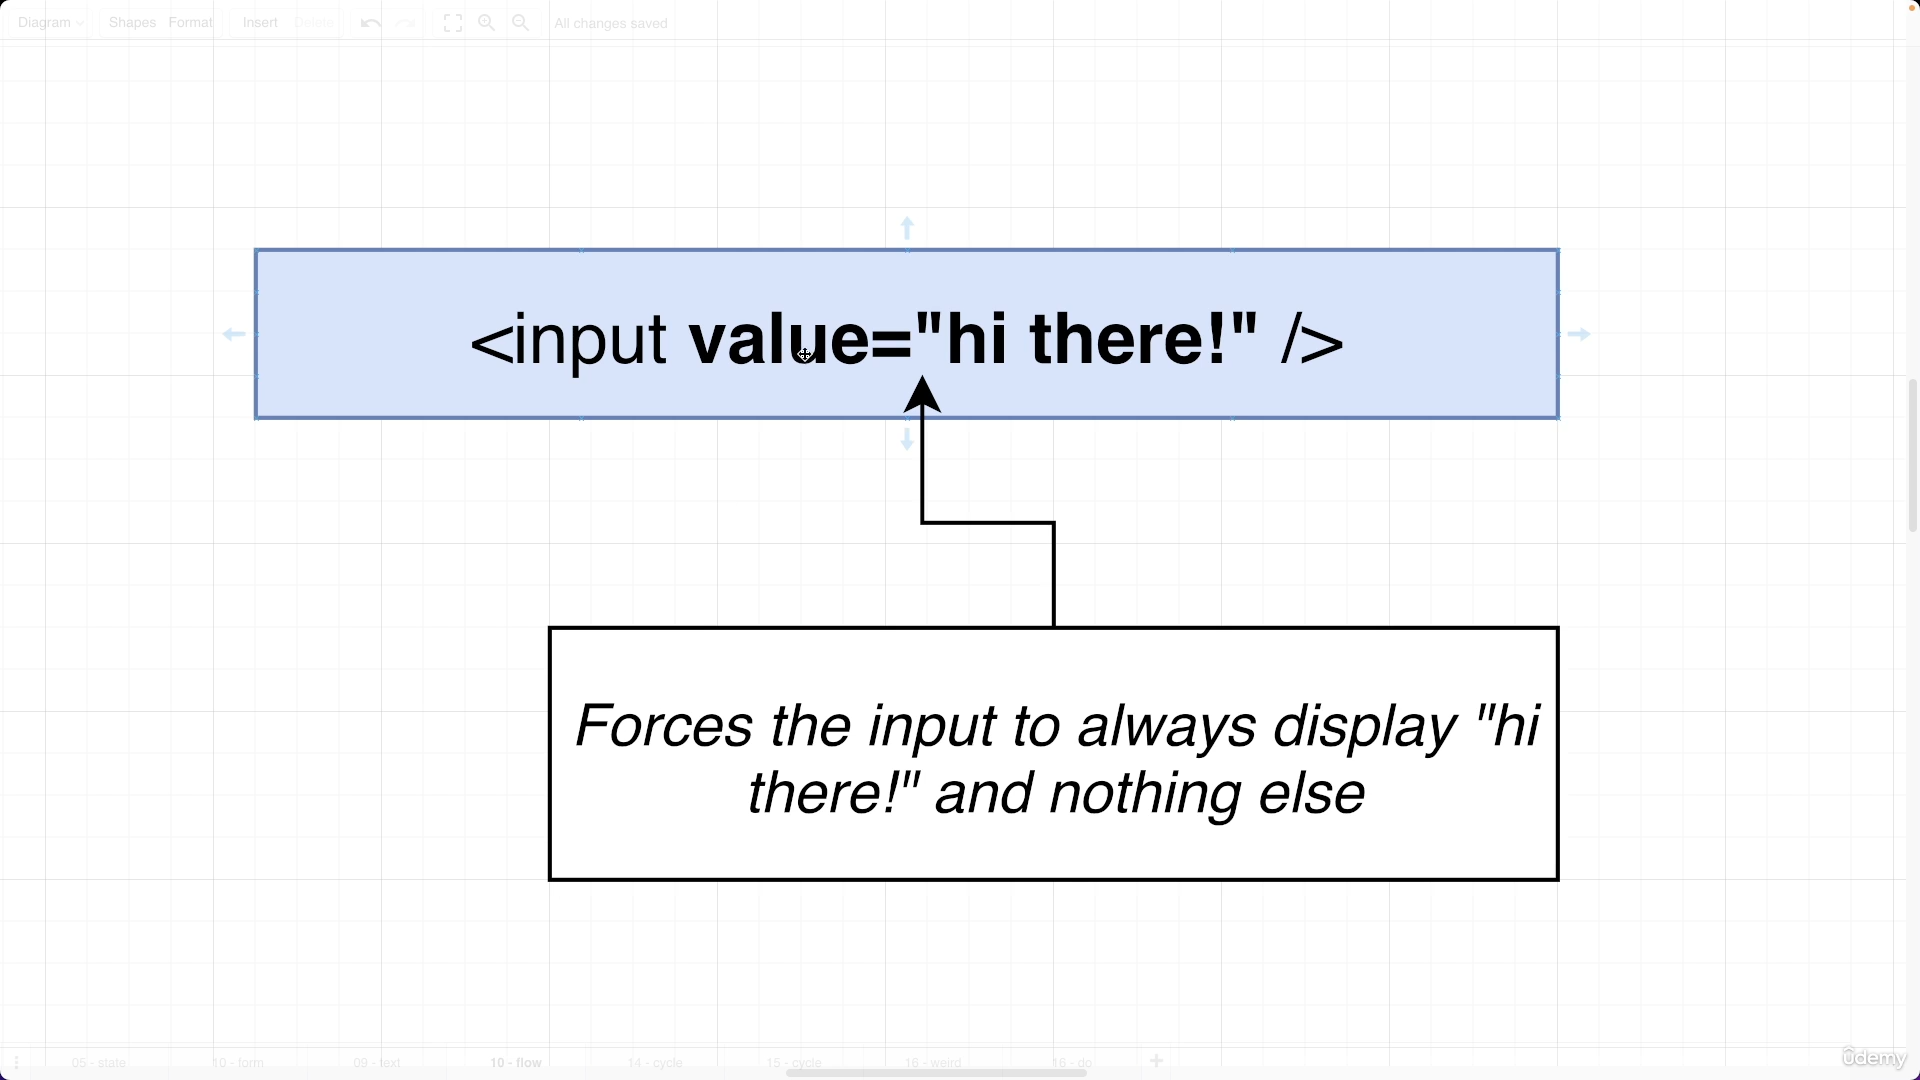 Diagram Shapes Format Insert Delete All changes saved
<input value="hi there!" />
Forces the input to always display "hi
there!" and nothing else
05 - state 10 - form 09 - text 10 - flow 14 - cycle 15 - cycle 16 - weird 16 - do
ûdemy